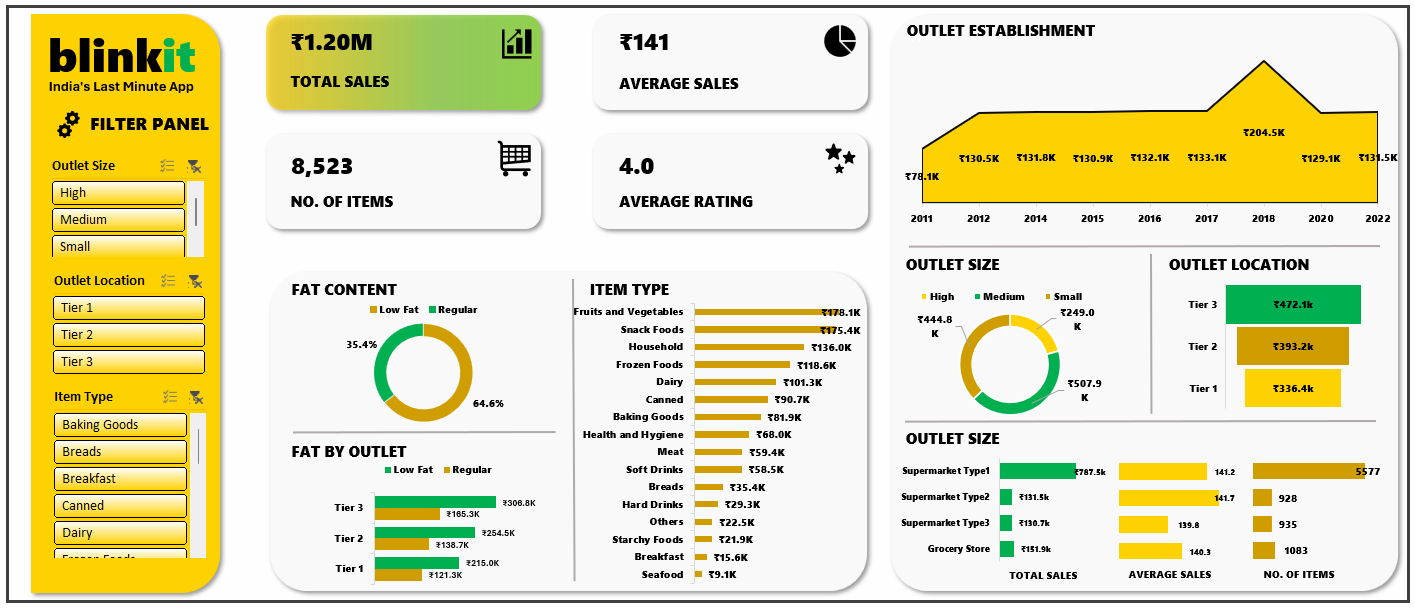 blinkit
India's Last Minute App
FILTER PANEL
Outlet Size
High
Medium
Small
Outlet Location
Tier 1
Tier 2
Tier 3
Item Type
Baking Goods
Breads
Breakfast
Canned
Dairy
Frozen Foods
₹1.20M
TOTAL SALES
₹141
AVERAGE SALES
8,523
NO. OF ITEMS
4.0
AVERAGE RATING
FAT CONTENT
Low Fat Regular
35.4%
64.6%
FAT BY OUTLET
Low Fat Regular
Tier 3 ₹306.8K
₹165.3K
Tier 2 ₹254.5K
₹138.7K
Tier 1 ₹215.0K
₹121.3K
ITEM TYPE
Fruits and Vegetables ₹178.1K
Snack Foods ₹175.4K
Household ₹136.0K
Frozen Foods ₹118.6K
Dairy ₹101.3K
Canned ₹90.7K
Baking Goods ₹81.9K
Health and Hygiene ₹68.0K
Meat ₹59.4K
Soft Drinks ₹58.5K
Breads ₹35.4K
Hard Drinks ₹29.3K
Others ₹22.5K
Starchy Foods ₹21.9K
Breakfast ₹15.6K
Seafood ₹9.1K
OUTLET ESTABLISHMENT
₹78.1K ₹130.5K ₹131.8K ₹130.9K ₹132.1K ₹133.1K ₹204.5K ₹129.1K ₹131.5K
2011 2012 2014 2015 2016 2017 2018 2020 2022
OUTLET SIZE
High Medium Small
₹444.8
K
₹249.0
K
₹507.9
K
OUTLET LOCATION
Tier 3 ₹472.1k
Tier 2 ₹393.2k
Tier 1 ₹336.4k
OUTLET SIZE
Supermarket Type1 ₹787.5k 141.2 5577
Supermarket Type2 ₹131.5k 141.7 928
Supermarket Type3 ₹130.7k 139.8 935
Grocery Store ₹151.9k 140.3 1083
TOTAL SALES AVERAGE SALES NO. OF ITEMS